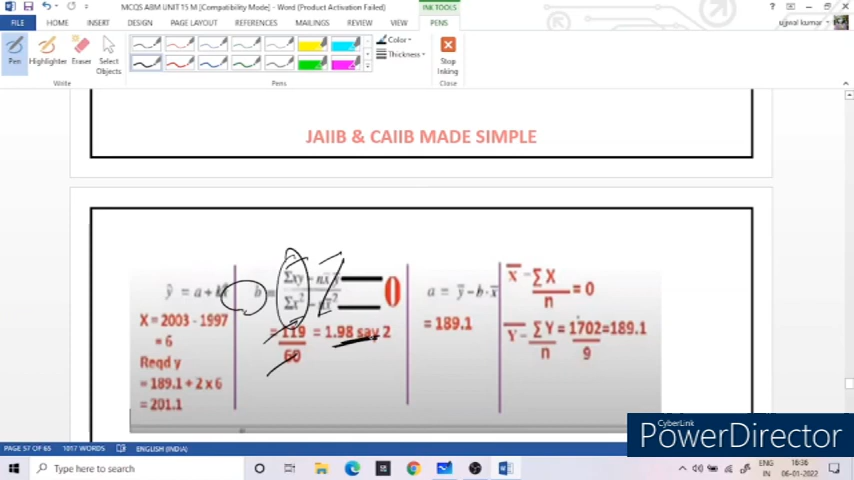 MCQS ABM UNIT 15 M [Compatibility Mode] - Word (Product Activation Failed)
INK TOOLS
FILE HOME INSERT DESIGN PAGE LAYOUT REFERENCES MAILINGS REVIEW VIEW PENS
ujjwal kumar
Pen Highlighter Eraser Select Objects
Color
Thickness
Stop Inking
Write Pens Close
JAIIB & CAIIB MADE SIMPLE
ŷ = a + bx
X = 2003 - 1997
= 6
Reqd y
= 189.1 + 2 x 6
= 201.1
b = Σxy - nx̄ȳ
Σx² - nx̄²
0
= 119 = 1.98 say 2
60
a = ȳ - b · x̄
= 189.1
X̄ - ΣX = 0
n
Ȳ - ΣY = 1702=189.1
n 9
CyberLink
PowerDirector
PAGE 57 OF 65 1017 WORDS ENGLISH (INDIA)
Type here to search
ENG
IN
16:36
06-01-2022